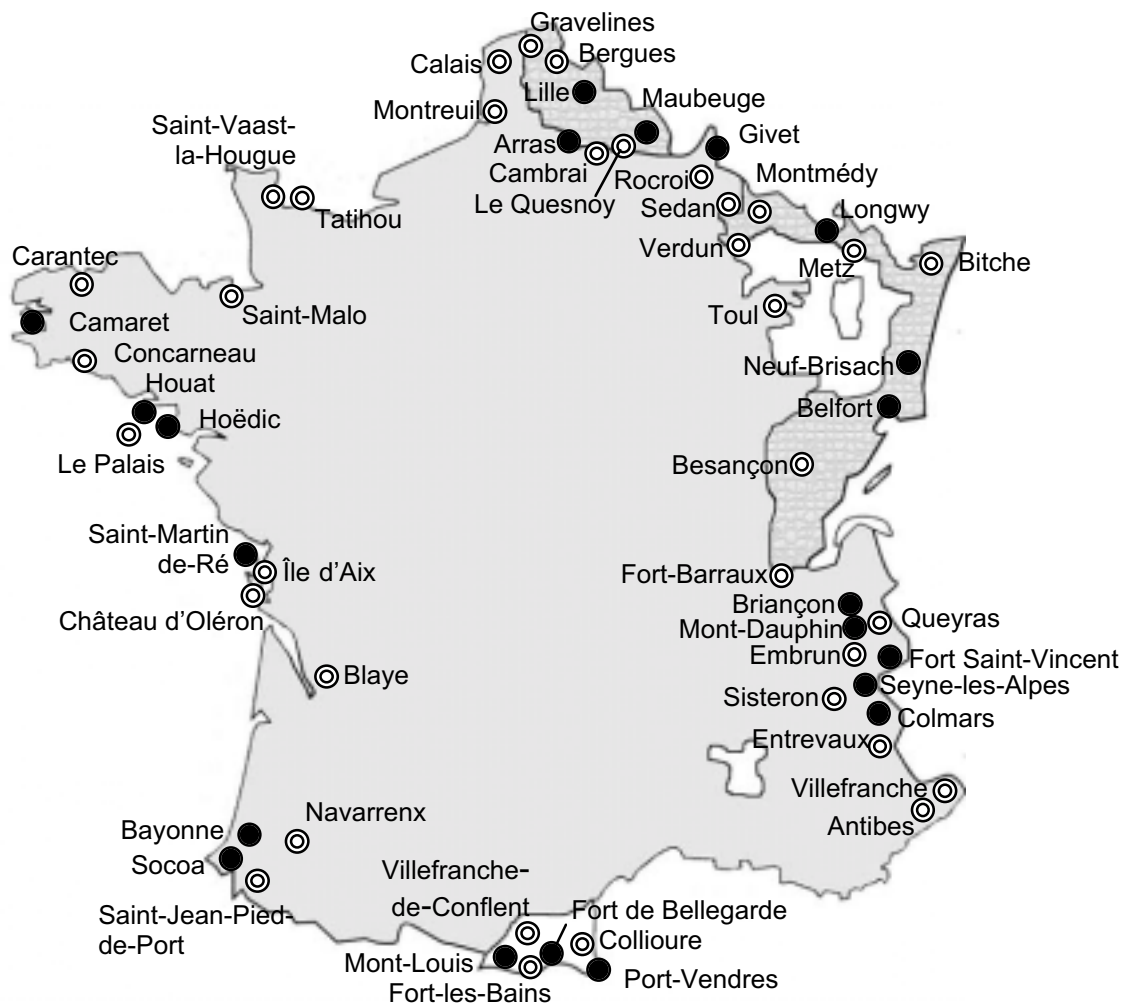 Gravelines
Bergues
Calais
Lille
Maubeuge
Montreuil
Saint-Vaast-
la-Hougue
Arras
Givet
Cambrai
Rocroi
Montmédy
Le Quesnoy
Sedan
Longwy
Tatihou
Verdun
Metz
Bitche
Carantec
Saint-Malo
Toul
Camaret
Concarneau
Neuf-Brisach
Houat
Belfort
Hoëdic
Le Palais
Besançon
Saint-Martin
de-Ré
Île d’Aix
Fort-Barraux
Château d’Oléron
Briançon
Queyras
Mont-Dauphin
Embrun
Fort Saint-Vincent
Blaye
Seyne-les-Alpes
Sisteron
Colmars
Entrevaux
Villefranche
Antibes
Navarrenx
Bayonne
Socoa
Villefranche-
de-Conflent
Saint-Jean-Pied-
de-Port
Fort de Bellegarde
Collioure
Mont-Louis
Port-Vendres
Fort-les-Bains